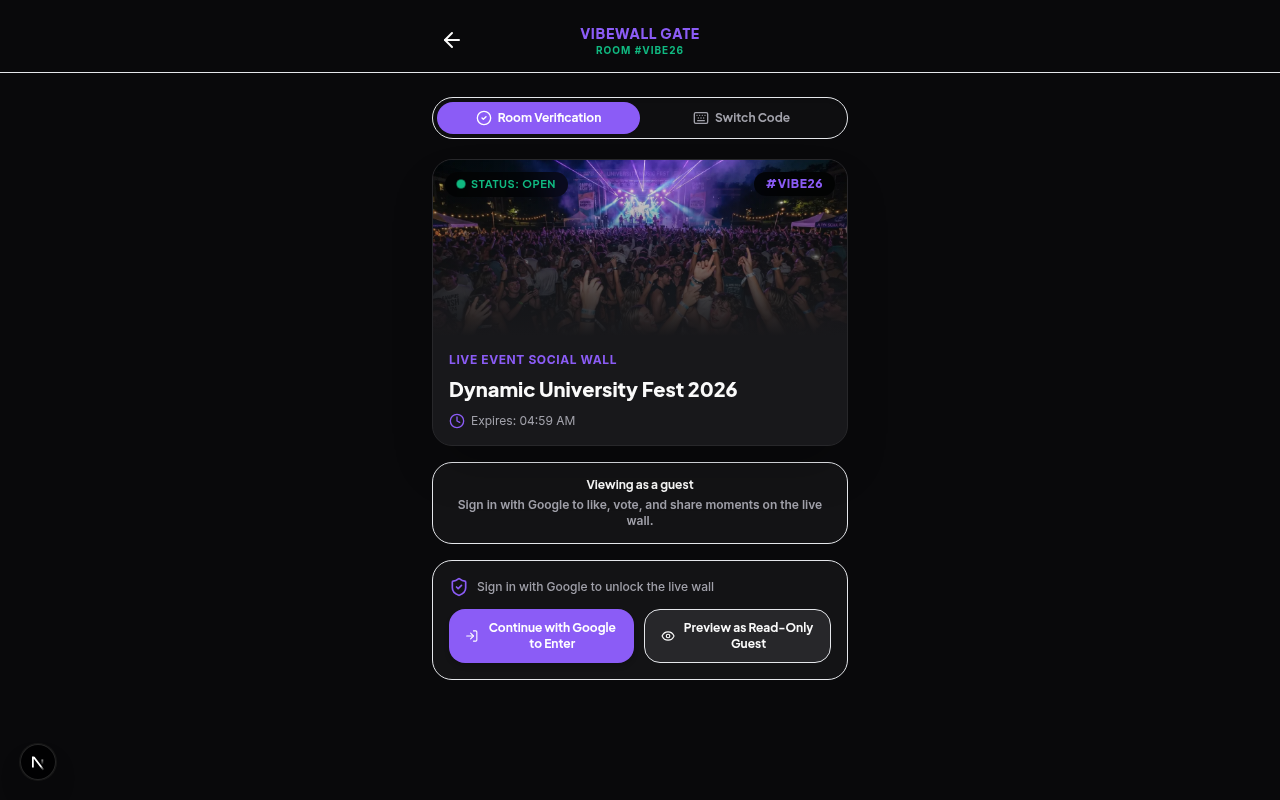 VIBEWALL GATE
ROOM #VIBE26
Room Verification
Switch Code
STATUS: OPEN
#VIBE26
LIVE EVENT SOCIAL WALL
Dynamic University Fest 2026
Expires: 04:59 AM
Viewing as a guest
Sign in with Google to like, vote, and share moments on the live
wall.
Sign in with Google to unlock the live wall
Continue with Google
to Enter
Preview as Read-Only
Guest